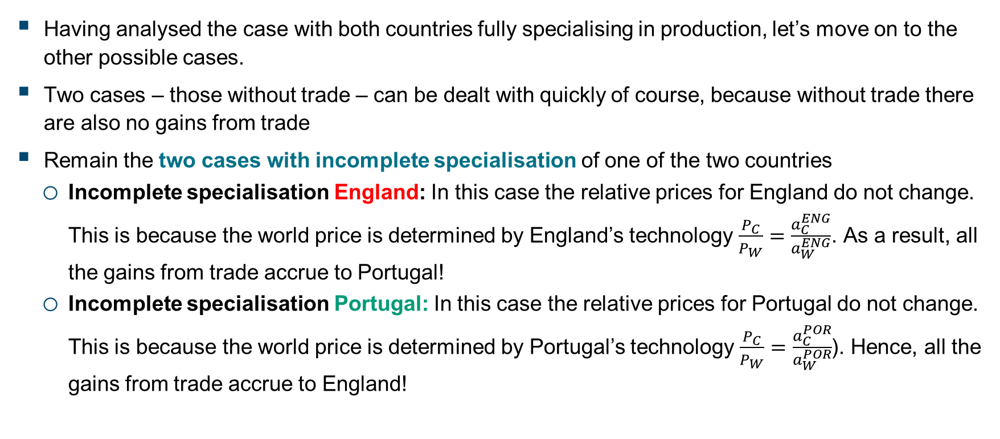 ▪ Having analysed the case with both countries fully specialising in production, let’s move on to the
other possible cases.
▪ Two cases – those without trade – can be dealt with quickly of course, because without trade there
are also no gains from trade
▪ Remain the two cases with incomplete specialisation of one of the two countries
○ Incomplete specialisation England: In this case the relative prices for England do not change.
This is because the world price is determined by England’s technology $\frac{P_C}{P_W} = \frac{a_C^{ENG}}{a_W^{ENG}}$. As a result, all
the gains from trade accrue to Portugal!
○ Incomplete specialisation Portugal: In this case the relative prices for Portugal do not change.
This is because the world price is determined by Portugal’s technology $\frac{P_C}{P_W} = \frac{a_C^{POR}}{a_W^{POR}}$). Hence, all the
gains from trade accrue to England!